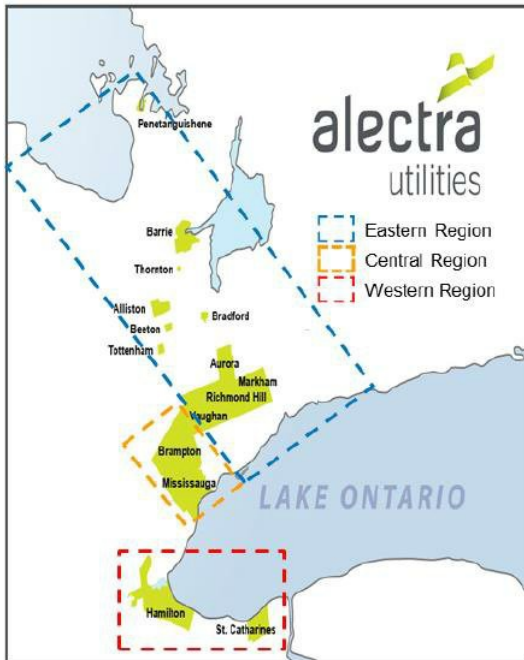 Penetanguishene
alectra
utilities
Eastern Region
Central Region
Western Region
Barrie
Thornton
Alliston
Bradford
Beeton
Tottenham
Aurora
Markham
Richmond Hill
Vaughan
Brampton
Mississauga
LAKE ONTARIO
Hamilton
St. Catharines